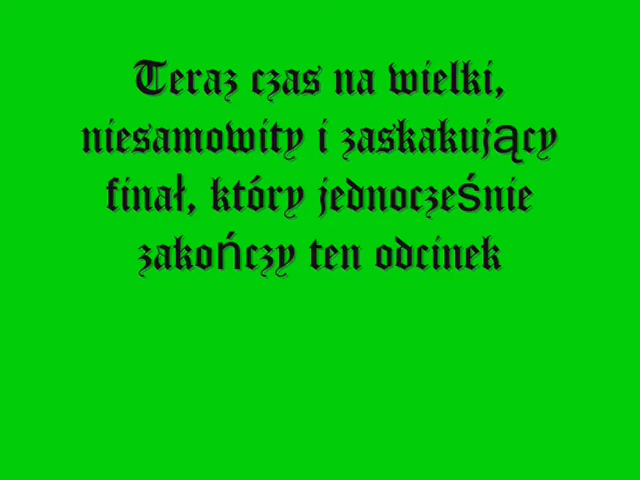 Teraz czas na wielki,
niesamowity i zaskakujący
finał, który jednocześnie
zakończy ten odcinek